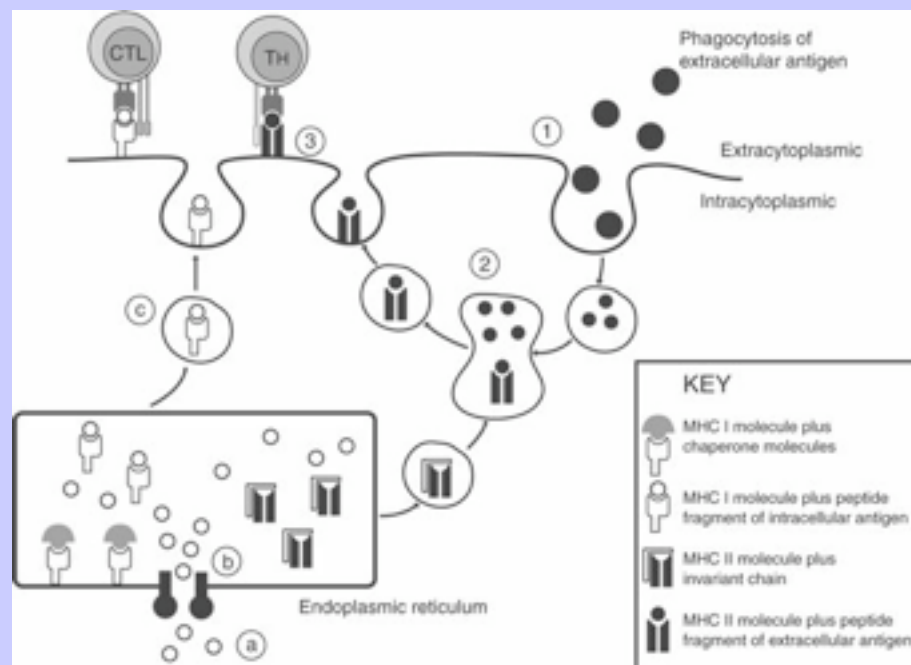 CTL
TH
Phagocytosis of
extracellular antigen
1
3
Extracytoplasmic
Intracytoplasmic
2
c
KEY
MHC I molecule plus
chaperone molecules
MHC I molecule plus peptide
fragment of intracellular antigen
MHC II molecule plus
invariant chain
b
Endoplasmic reticulum
MHC II molecule plus peptide
fragment of extracellular antigen
a